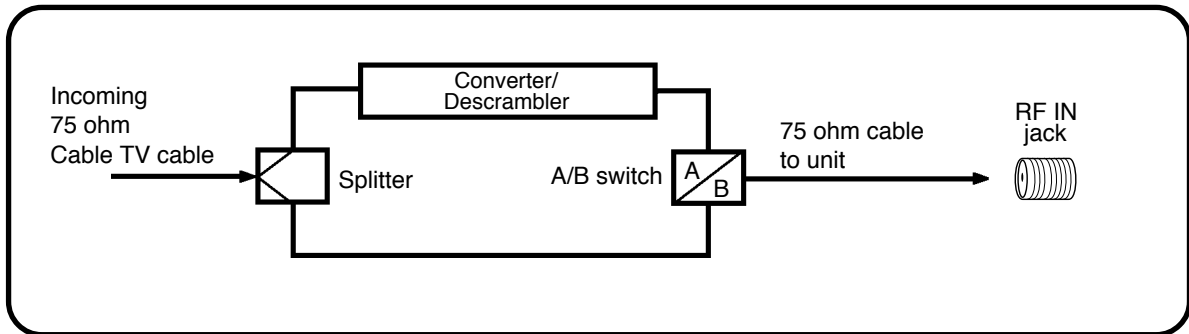 Incoming
75 ohm
Cable TV cable
Splitter
Converter/
Descrambler
A/B switch
A
B
75 ohm cable
to unit
RF IN
jack